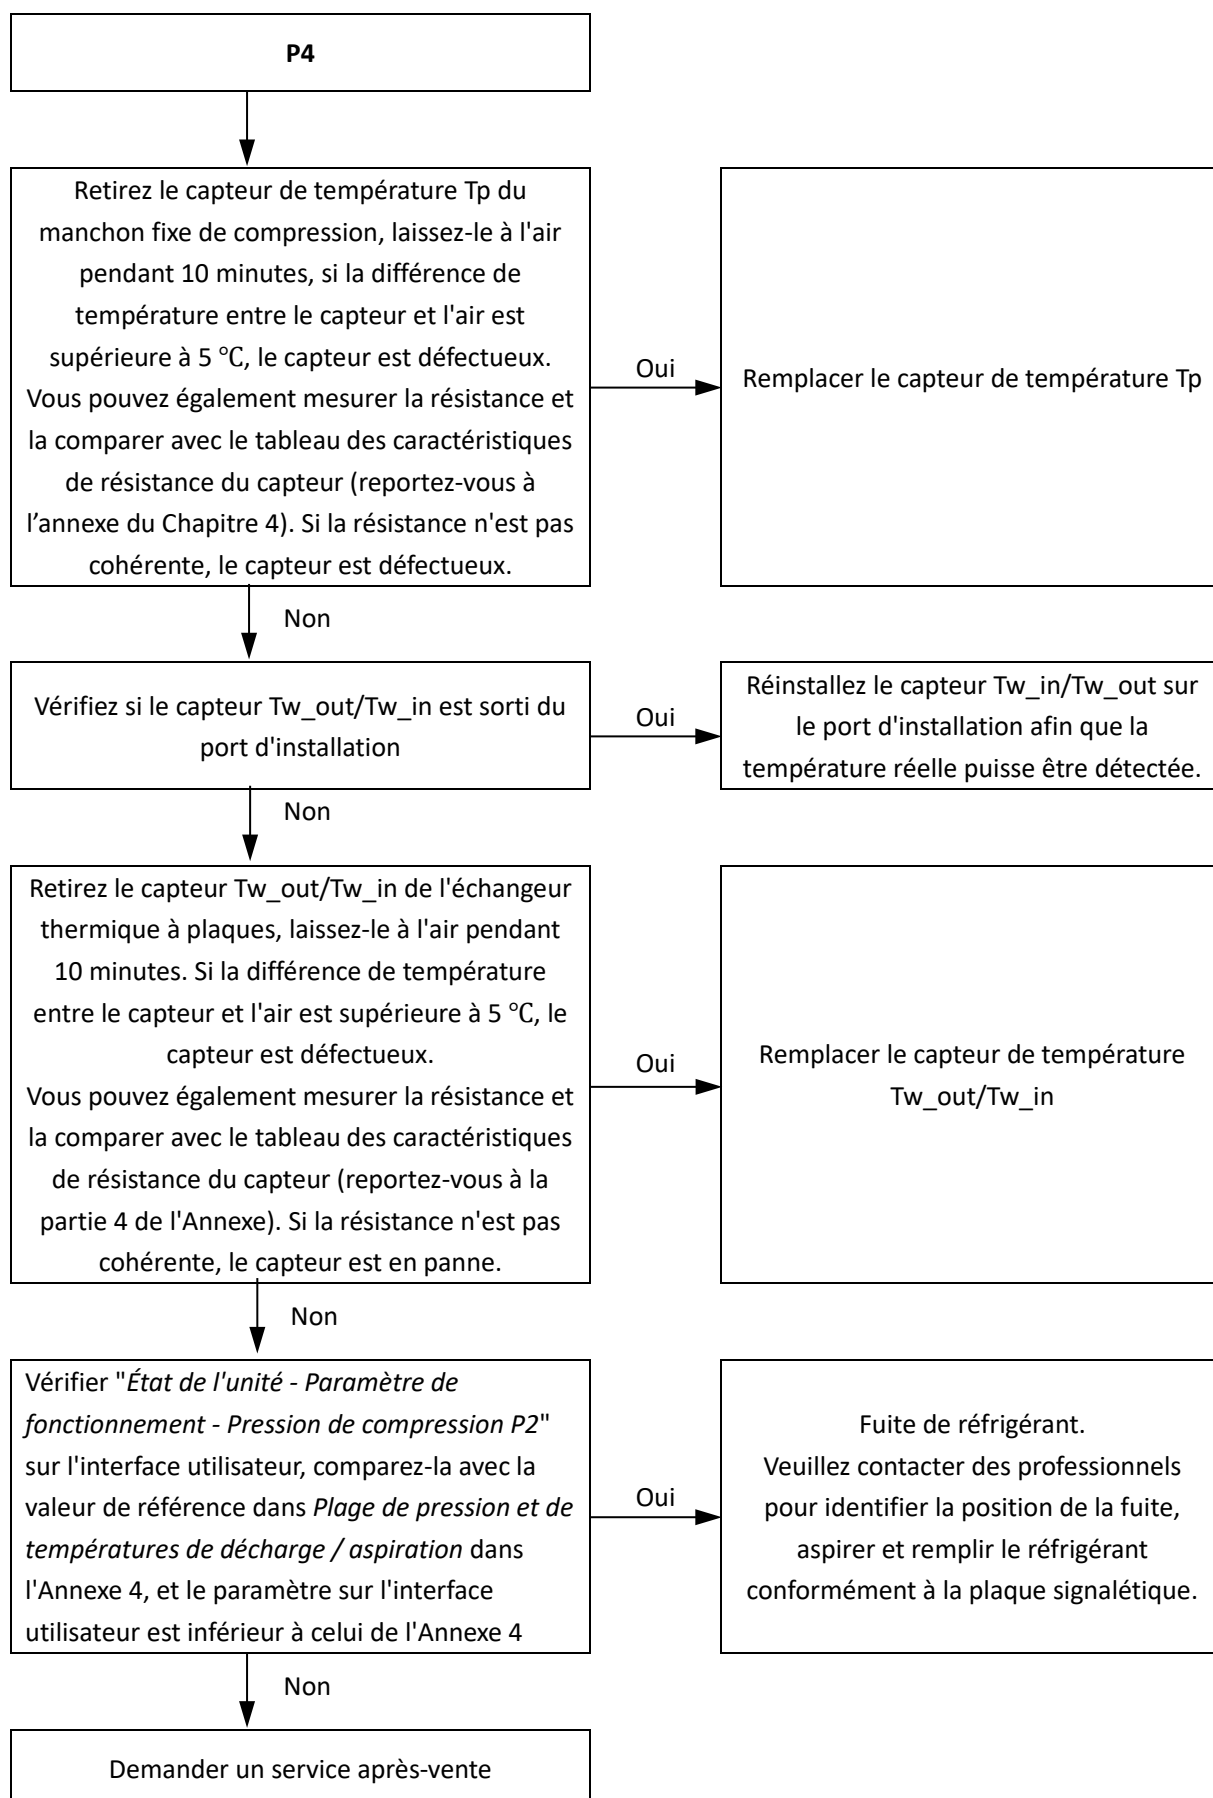 P4
Retirez le capteur de température Tp du
manchon fixe de compression, laissez-le à l'air
pendant 10 minutes, si la différence de
température entre le capteur et l'air est
supérieure à 5 ℃, le capteur est défectueux.
Vous pouvez également mesurer la résistance et
la comparer avec le tableau des caractéristiques
de résistance du capteur (reportez-vous à
l’annexe du Chapitre 4). Si la résistance n'est pas
cohérente, le capteur est défectueux.
Oui
Remplacer le capteur de température Tp
Non
Vérifiez si le capteur Tw_out/Tw_in est sorti du
port d'installation
Oui
Réinstallez le capteur Tw_in/Tw_out sur
le port d'installation afin que la
température réelle puisse être détectée.
Non
Retirez le capteur Tw_out/Tw_in de l'échangeur
thermique à plaques, laissez-le à l'air pendant
10 minutes. Si la différence de température
entre le capteur et l'air est supérieure à 5 ℃, le
capteur est défectueux.
Vous pouvez également mesurer la résistance et
la comparer avec le tableau des caractéristiques
de résistance du capteur (reportez-vous à la
partie 4 de l'Annexe). Si la résistance n'est pas
cohérente, le capteur est en panne.
Oui
Remplacer le capteur de température
Tw_out/Tw_in
Non
Vérifier "État de l'unité - Paramètre de
fonctionnement - Pression de compression P2"
sur l'interface utilisateur, comparez-la avec la
valeur de référence dans Plage de pression et de
températures de décharge / aspiration dans
l'Annexe 4, et le paramètre sur l'interface
utilisateur est inférieur à celui de l'Annexe 4
Oui
Fuite de réfrigérant.
Veuillez contacter des professionnels
pour identifier la position de la fuite,
aspirer et remplir le réfrigérant
conformément à la plaque signalétique.
Non
Demander un service après-vente